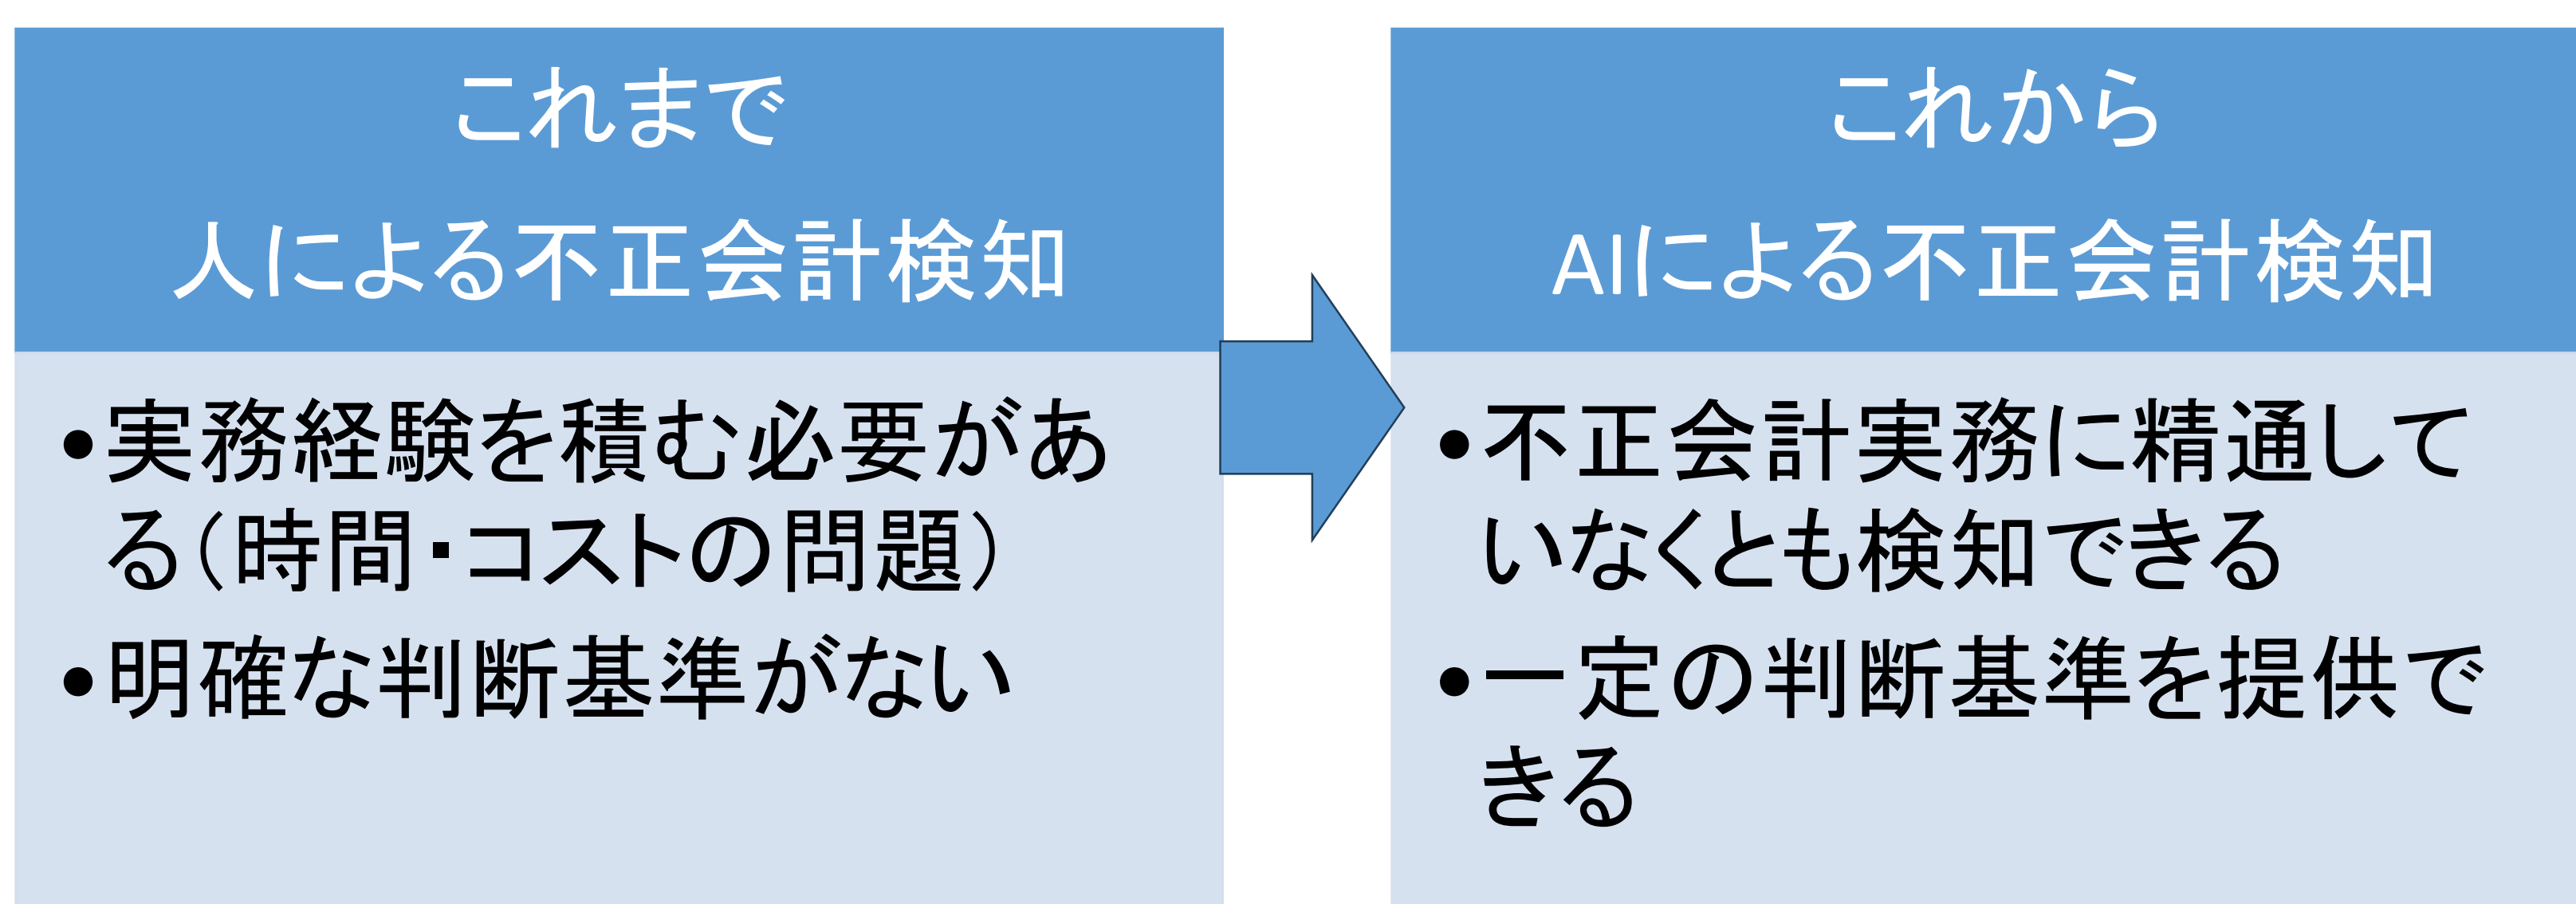 これまで
人による不正会計検知
•実務経験を積む必要があ
る（時間・コストの問題）
•明確な判断基準がない
これから
AIによる不正会計検知
•不正会計実務に精通して
いなくとも検知できる
•一定の判断基準を提供で
きる